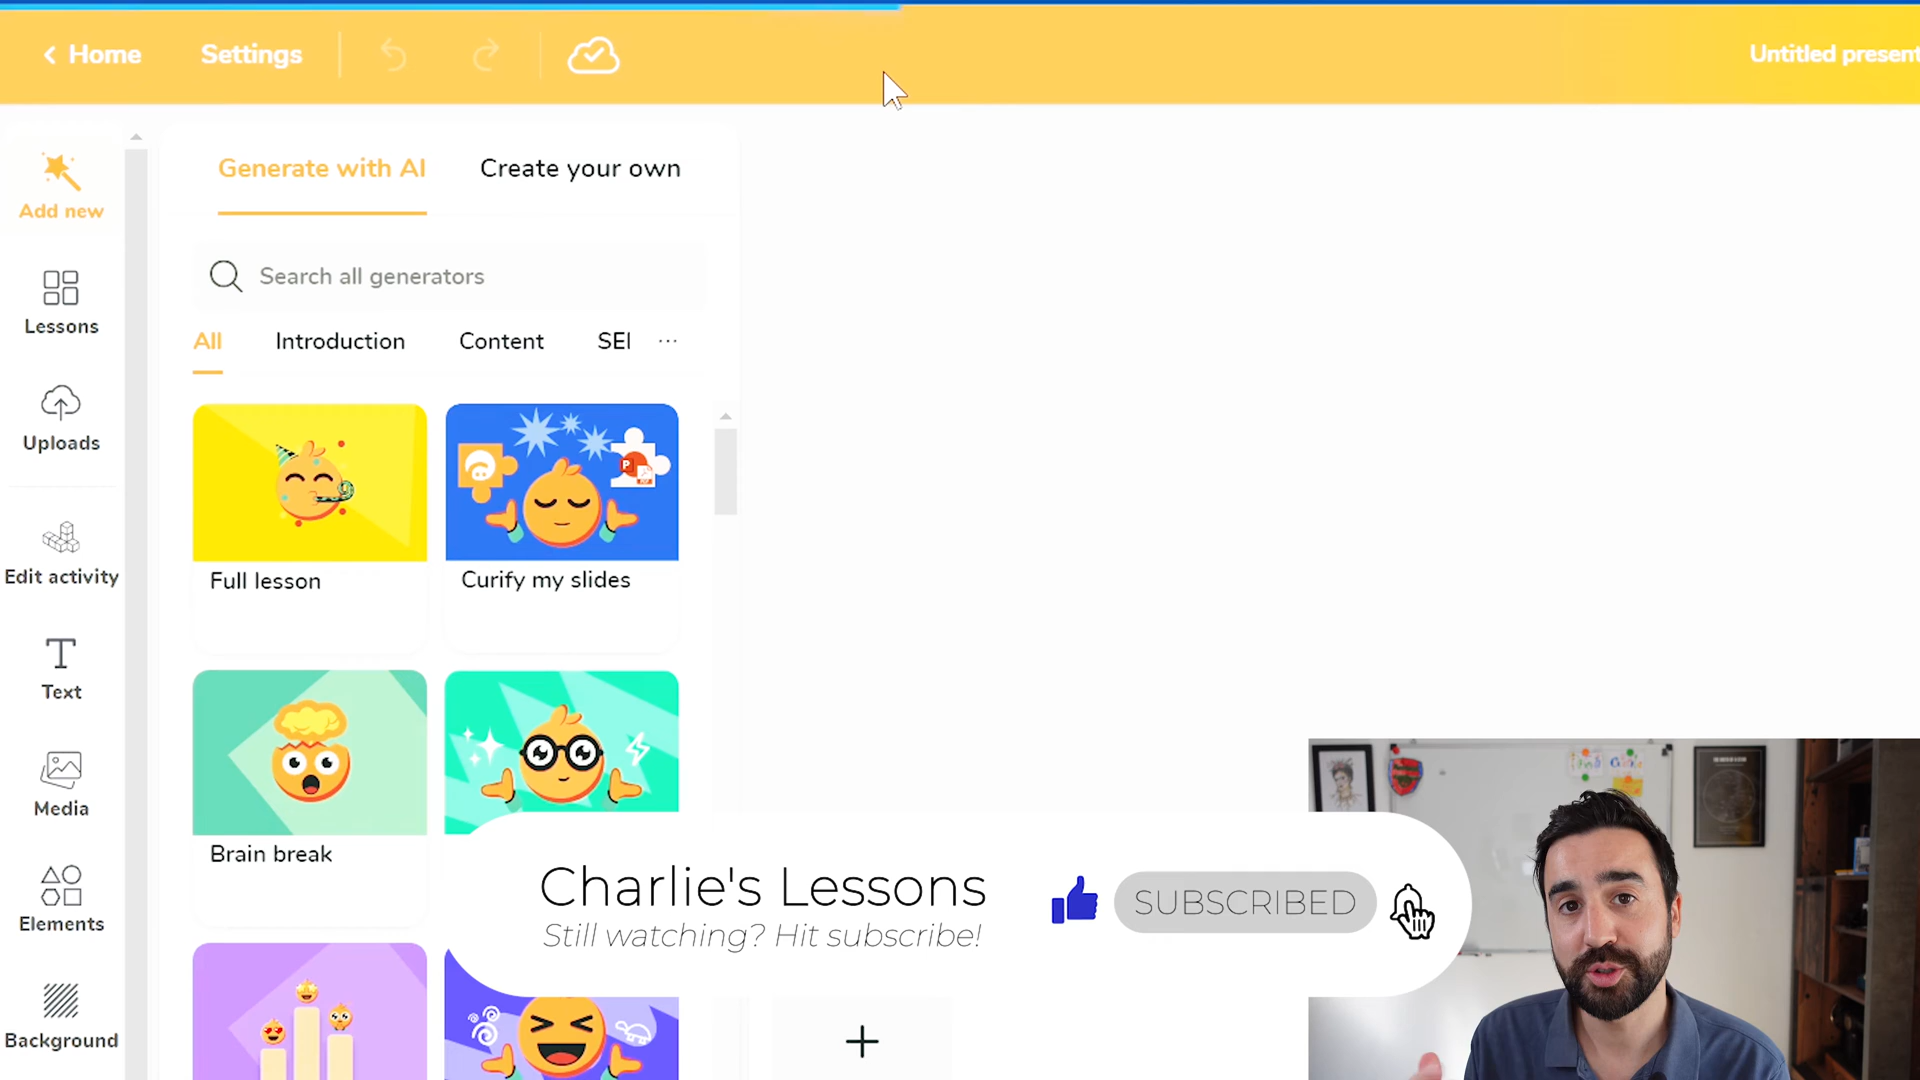 Home
Settings
Untitled present
Add new
Lessons
Uploads
Edit activity
Text
Media
Elements
Background
Generate with AI
Create your own
Search all generators
All
Introduction
Content
SEI
...
Full lesson
Curify my slides
Brain break
Charlie's Lessons
Still watching? Hit subscribe!
SUBSCRIBED